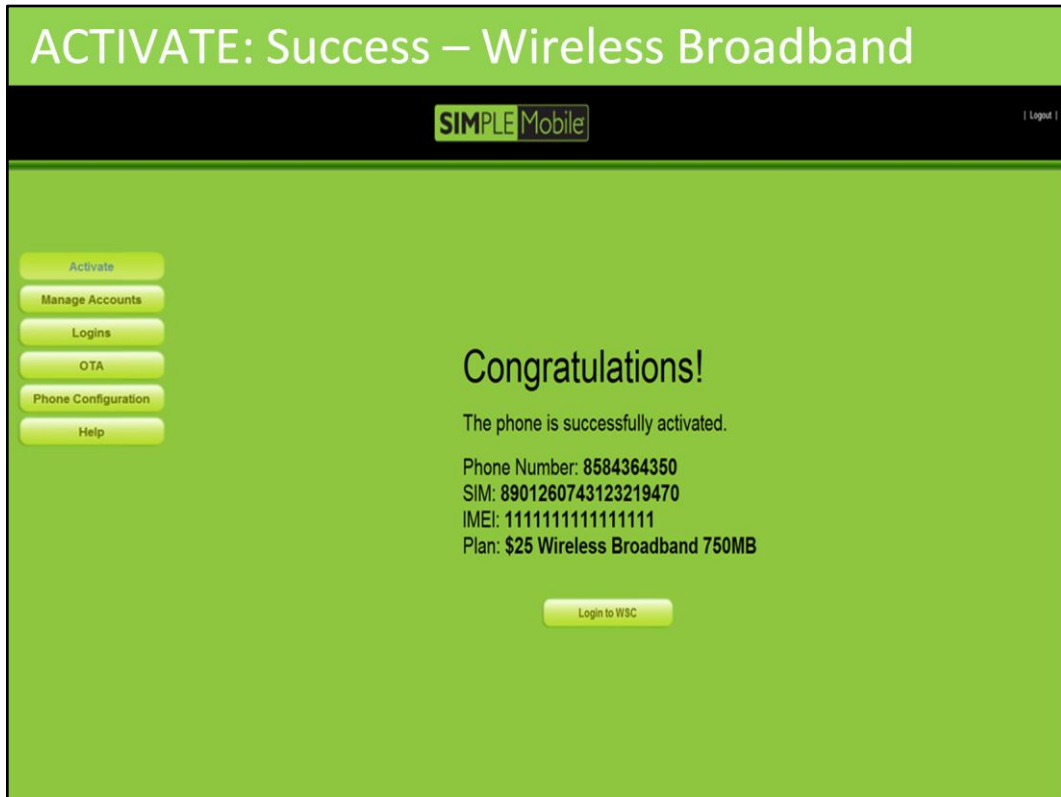 ACTIVATE: Success – Wireless Broadband
SIMPLE Mobile
| Logout |
Activate
Manage Accounts
Logins
OTA
Phone Configuration
Help
Congratulations!
The phone is successfully activated.
Phone Number: 8584364350
SIM: 8901260743123219470
IMEI: 1111111111111111
Plan: $25 Wireless Broadband 750MB
Login to WSC